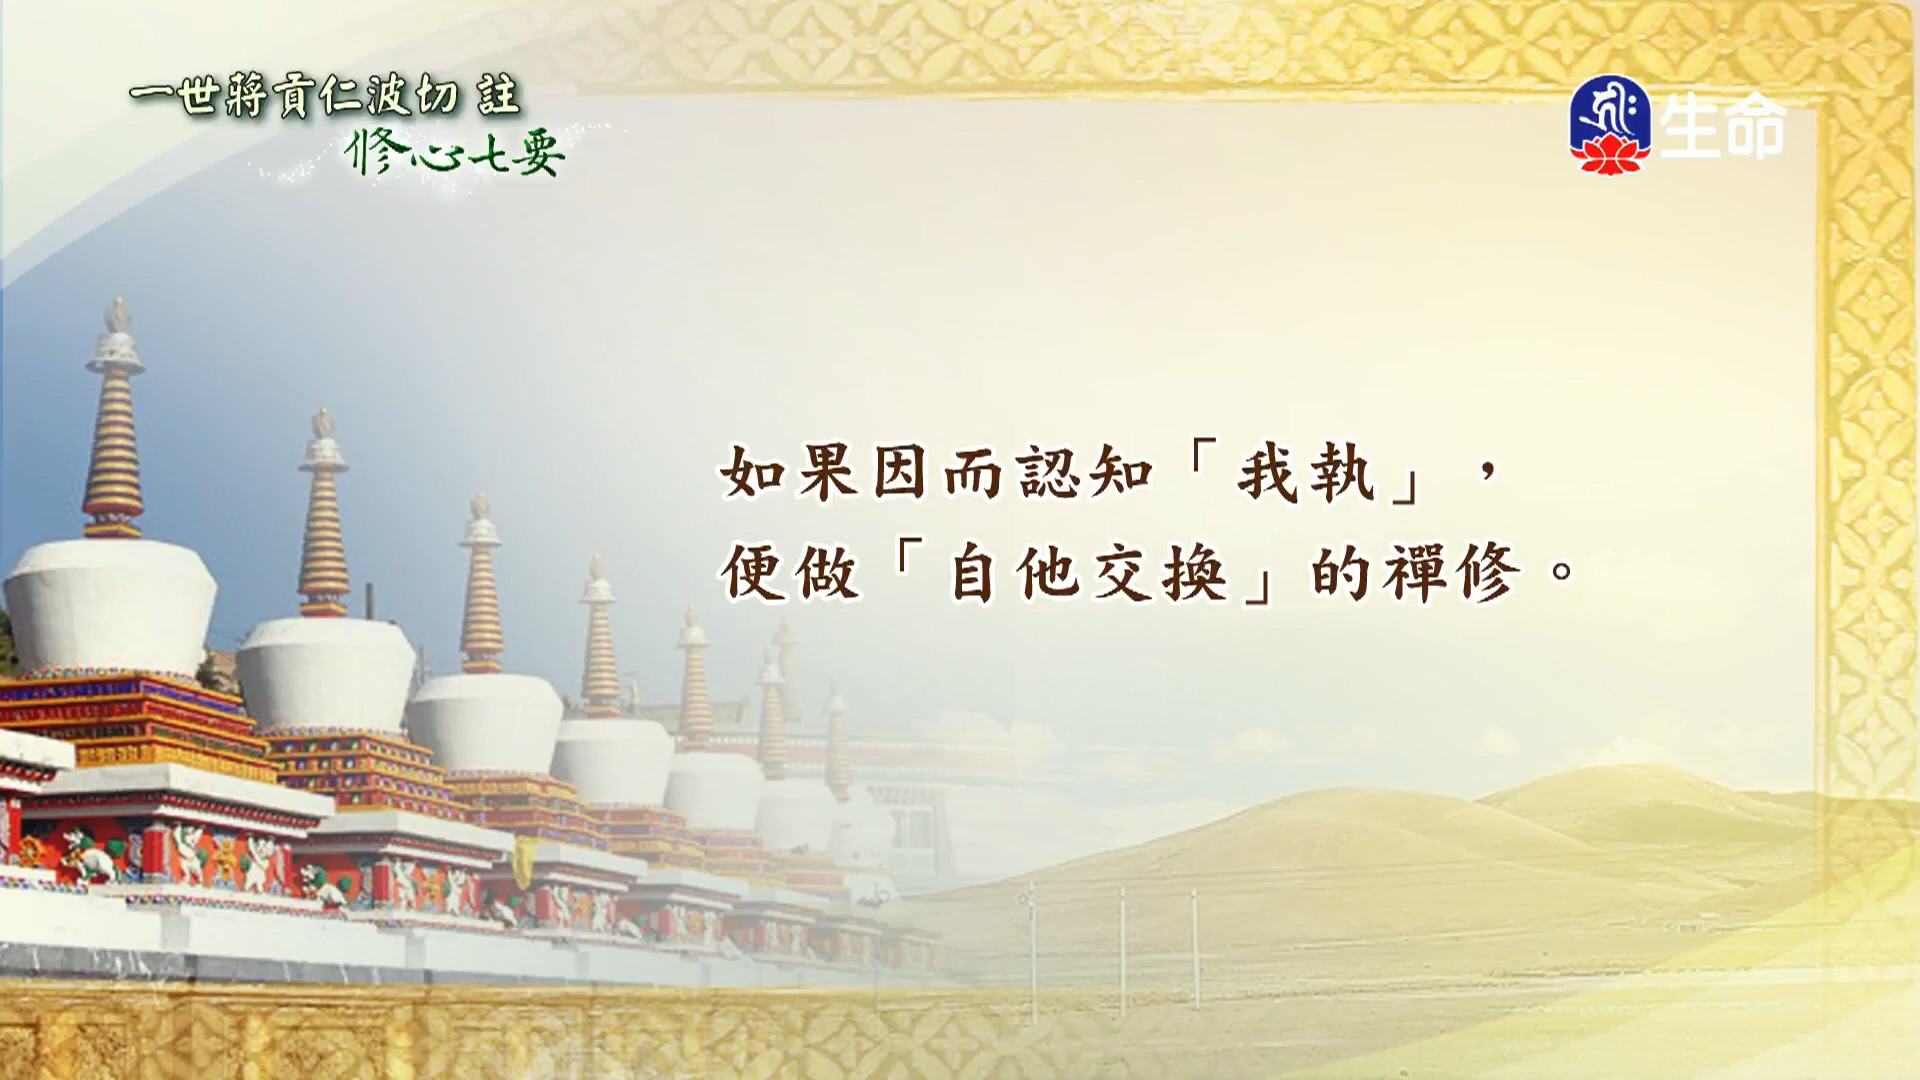 一世蔣貢仁波切 註
修心七要
生命
如果因而認知「我執」，
便做「自他交換」的禪修。